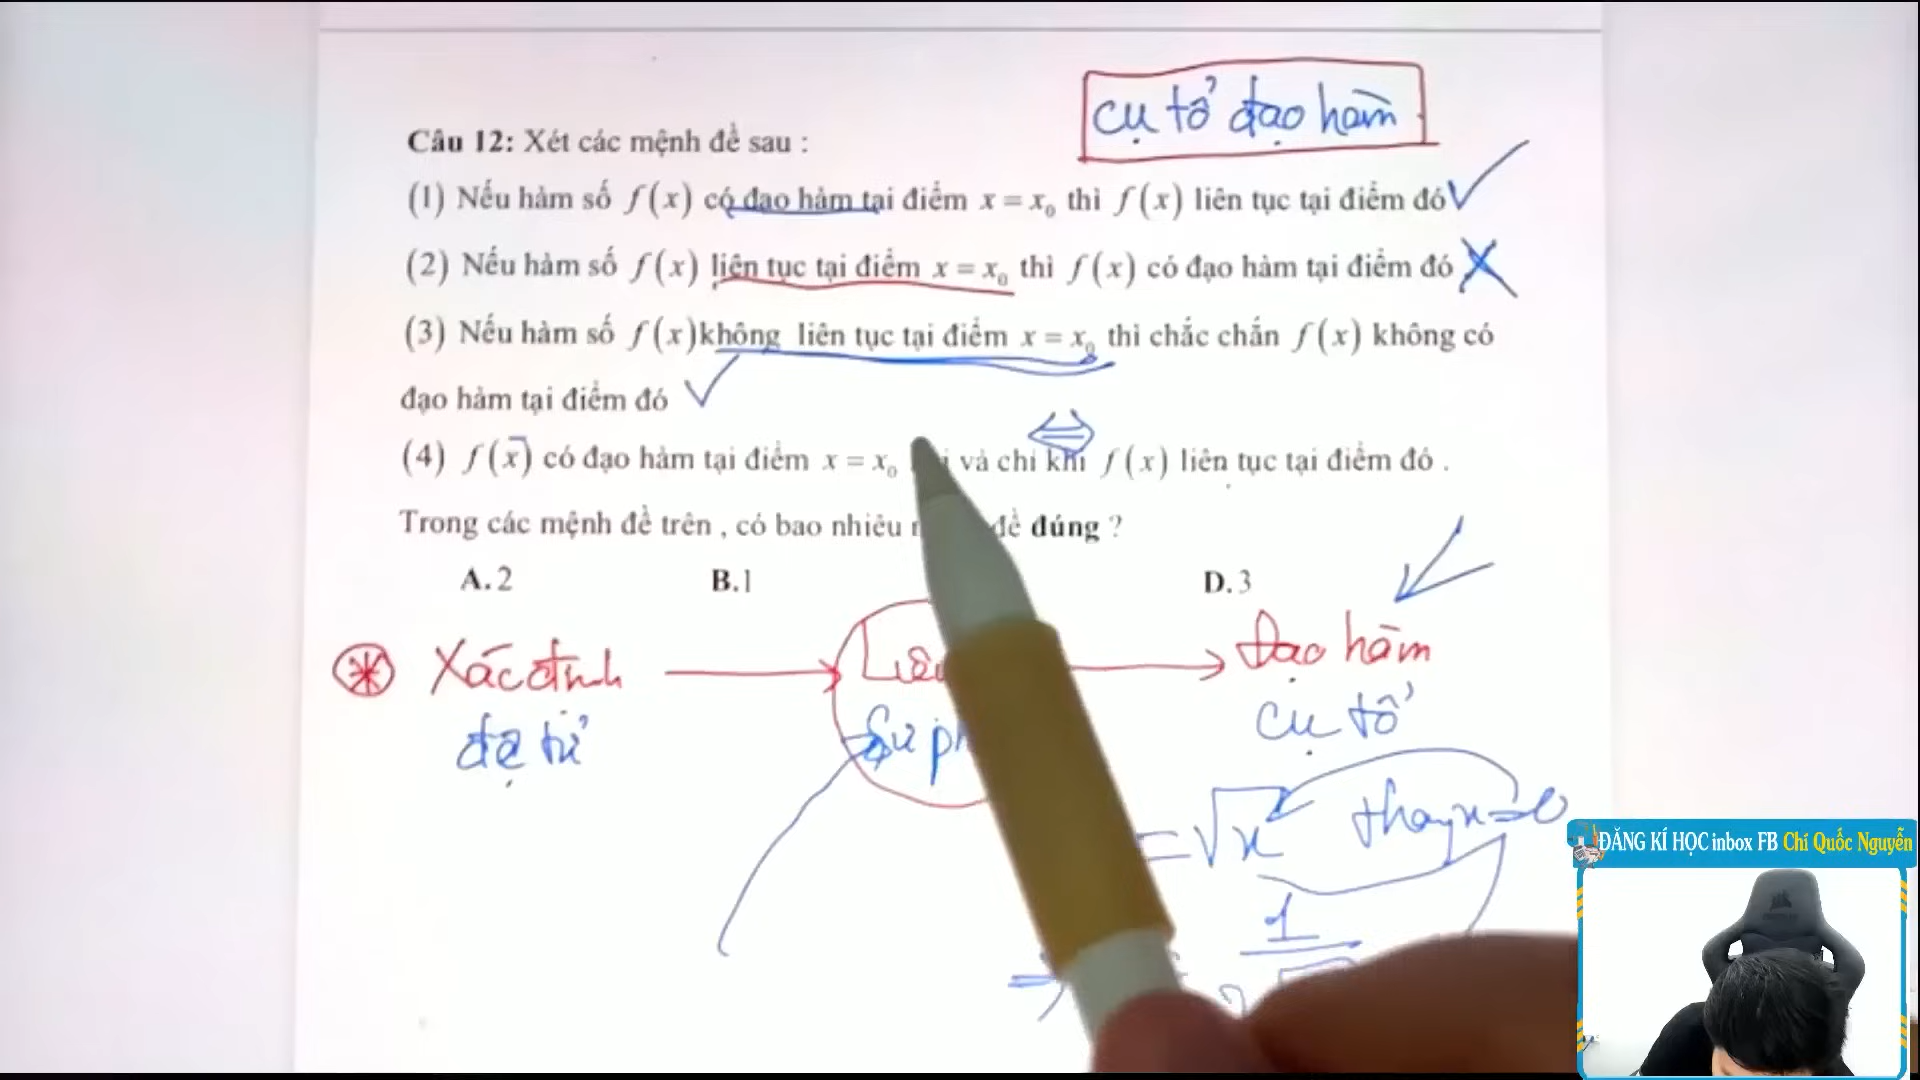 cụ tổ đạo hàm
Câu 12: Xét các mệnh đề sau :
(1) Nếu hàm số f(x) có đạo hàm tại điểm x = x₀ thì f(x) liên tục tại điểm đó
(2) Nếu hàm số f(x) liên tục tại điểm x = x₀ thì f(x) có đạo hàm tại điểm đó
(3) Nếu hàm số f(x) không liên tục tại điểm x = x₀ thì chắc chắn f(x) không có
đạo hàm tại điểm đó
⇔
(4) f(x) có đạo hàm tại điểm x = x₀ và chỉ khi f(x) liên tục tại điểm đó .
Trong các mệnh đề trên , có bao nhiêu đề đúng ?
A. 2 B. 1 D. 3
Xác định → → Đạo hàm
đệ tử Sư cụ tổ
= √x² thay x = 0
1
ĐĂNG KÍ HỌC inbox FB Chí Quốc Nguyễn